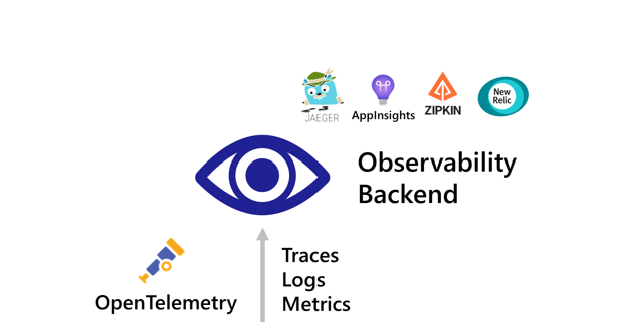 JAEGER
AppInsights
ZIPKIN
New
Relic
Observability
Backend
Traces
Logs
Metrics
OpenTelemetry